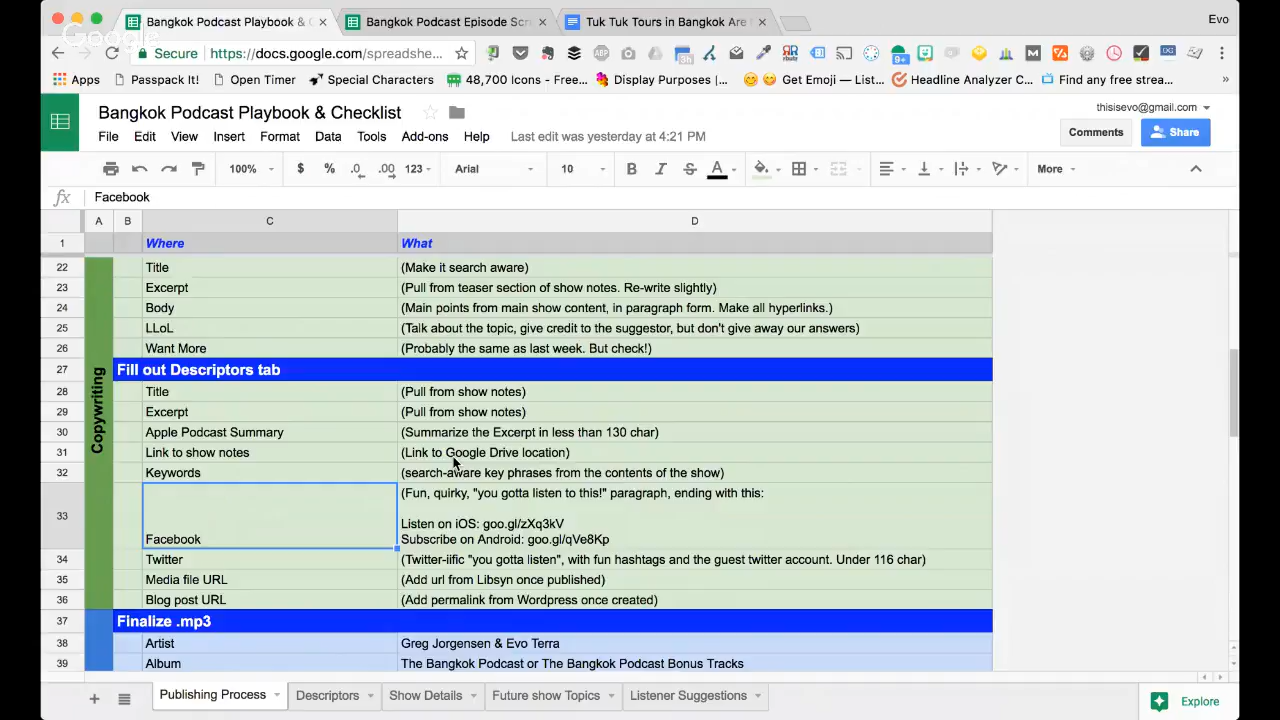 Bangkok Podcast Playbook & C
Bangkok Podcast Episode Scr
Tuk Tuk Tours in Bangkok Are
Evo
Google
Secure https://docs.google.com/spreadshe...
ABP
3h
9+
M
DG
Apps Passpack It! Open Timer Special Characters 48,700 Icons - Free... Display Purposes |... Get Emoji — List... Headline Analyzer C... Find any free strea... »
Bangkok Podcast Playbook & Checklist
thisisevo@gmail.com
File Edit View Insert Format Data Tools Add-ons Help Last edit was yesterday at 4:21 PM
Comments Share
100% $ % .0 .00 123 Arial 10 B I S A More
fx Facebook
A B C D
1 Where What
22 Title (Make it search aware)
23 Excerpt (Pull from teaser section of show notes. Re-write slightly)
24 Body (Main points from main show content, in paragraph form. Make all hyperlinks.)
25 LLoL (Talk about the topic, give credit to the suggestor, but don't give away our answers)
26 Want More (Probably the same as last week. But check!)
27 Fill out Descriptors tab
Copywriting
28 Title (Pull from show notes)
29 Excerpt (Pull from show notes)
30 Apple Podcast Summary (Summarize the Excerpt in less than 130 char)
31 Link to show notes (Link to Google Drive location)
32 Keywords (search-aware key phrases from the contents of the show)
(Fun, quirky, "you gotta listen to this!" paragraph, ending with this:
33
Listen on iOS: goo.gl/zXq3kV
Facebook Subscribe on Android: goo.gl/qVe8Kp
34 Twitter (Twitter-iific "you gotta listen", with fun hashtags and the guest twitter account. Under 116 char)
35 Media file URL (Add url from Libsyn once published)
36 Blog post URL (Add permalink from Wordpress once created)
37 Finalize .mp3
38 Artist Greg Jorgensen & Evo Terra
39 Album The Bangkok Podcast or The Bangkok Podcast Bonus Tracks
Publishing Process Descriptors Show Details Future show Topics Listener Suggestions Explore